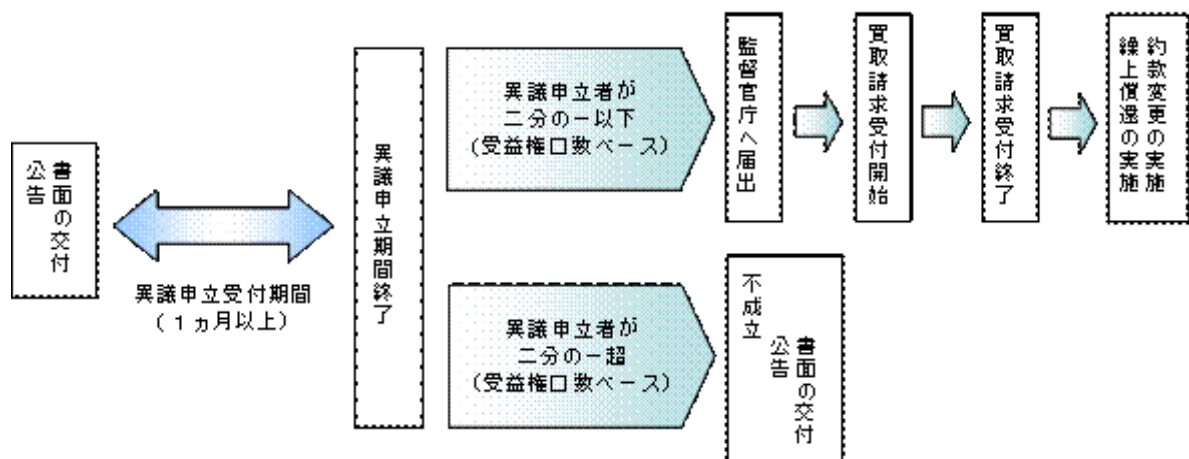 書面の交付
公告
異議申立受付期間
(1ヵ月以上)
異議申立期間終了
異議申立者が
二分の一以下
(受益権口数ベース)
監督官庁へ届出
買取請求受付開始
買取請求受付終了
約款変更の実施
繰上償還の実施
異議申立者が
二分の一超
(受益権口数ベース)
不成立
書面の交付
公告